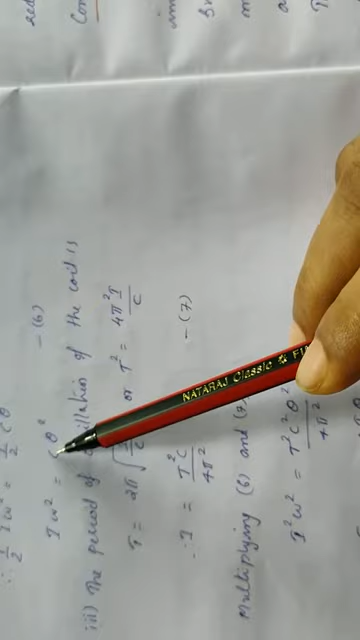 ∴ 1/2 Iω² = 1/2 Cθ
Iω² = Cθ² - (6)
iii) The period of oscillation of the coil is
T = 2π√ or T² = 4π²I/C
∴ I = T²C/4π² - (7)
Multiplying (6) and (7)
I²ω² = T²C²θ²/4π²
NATARAJ Classic